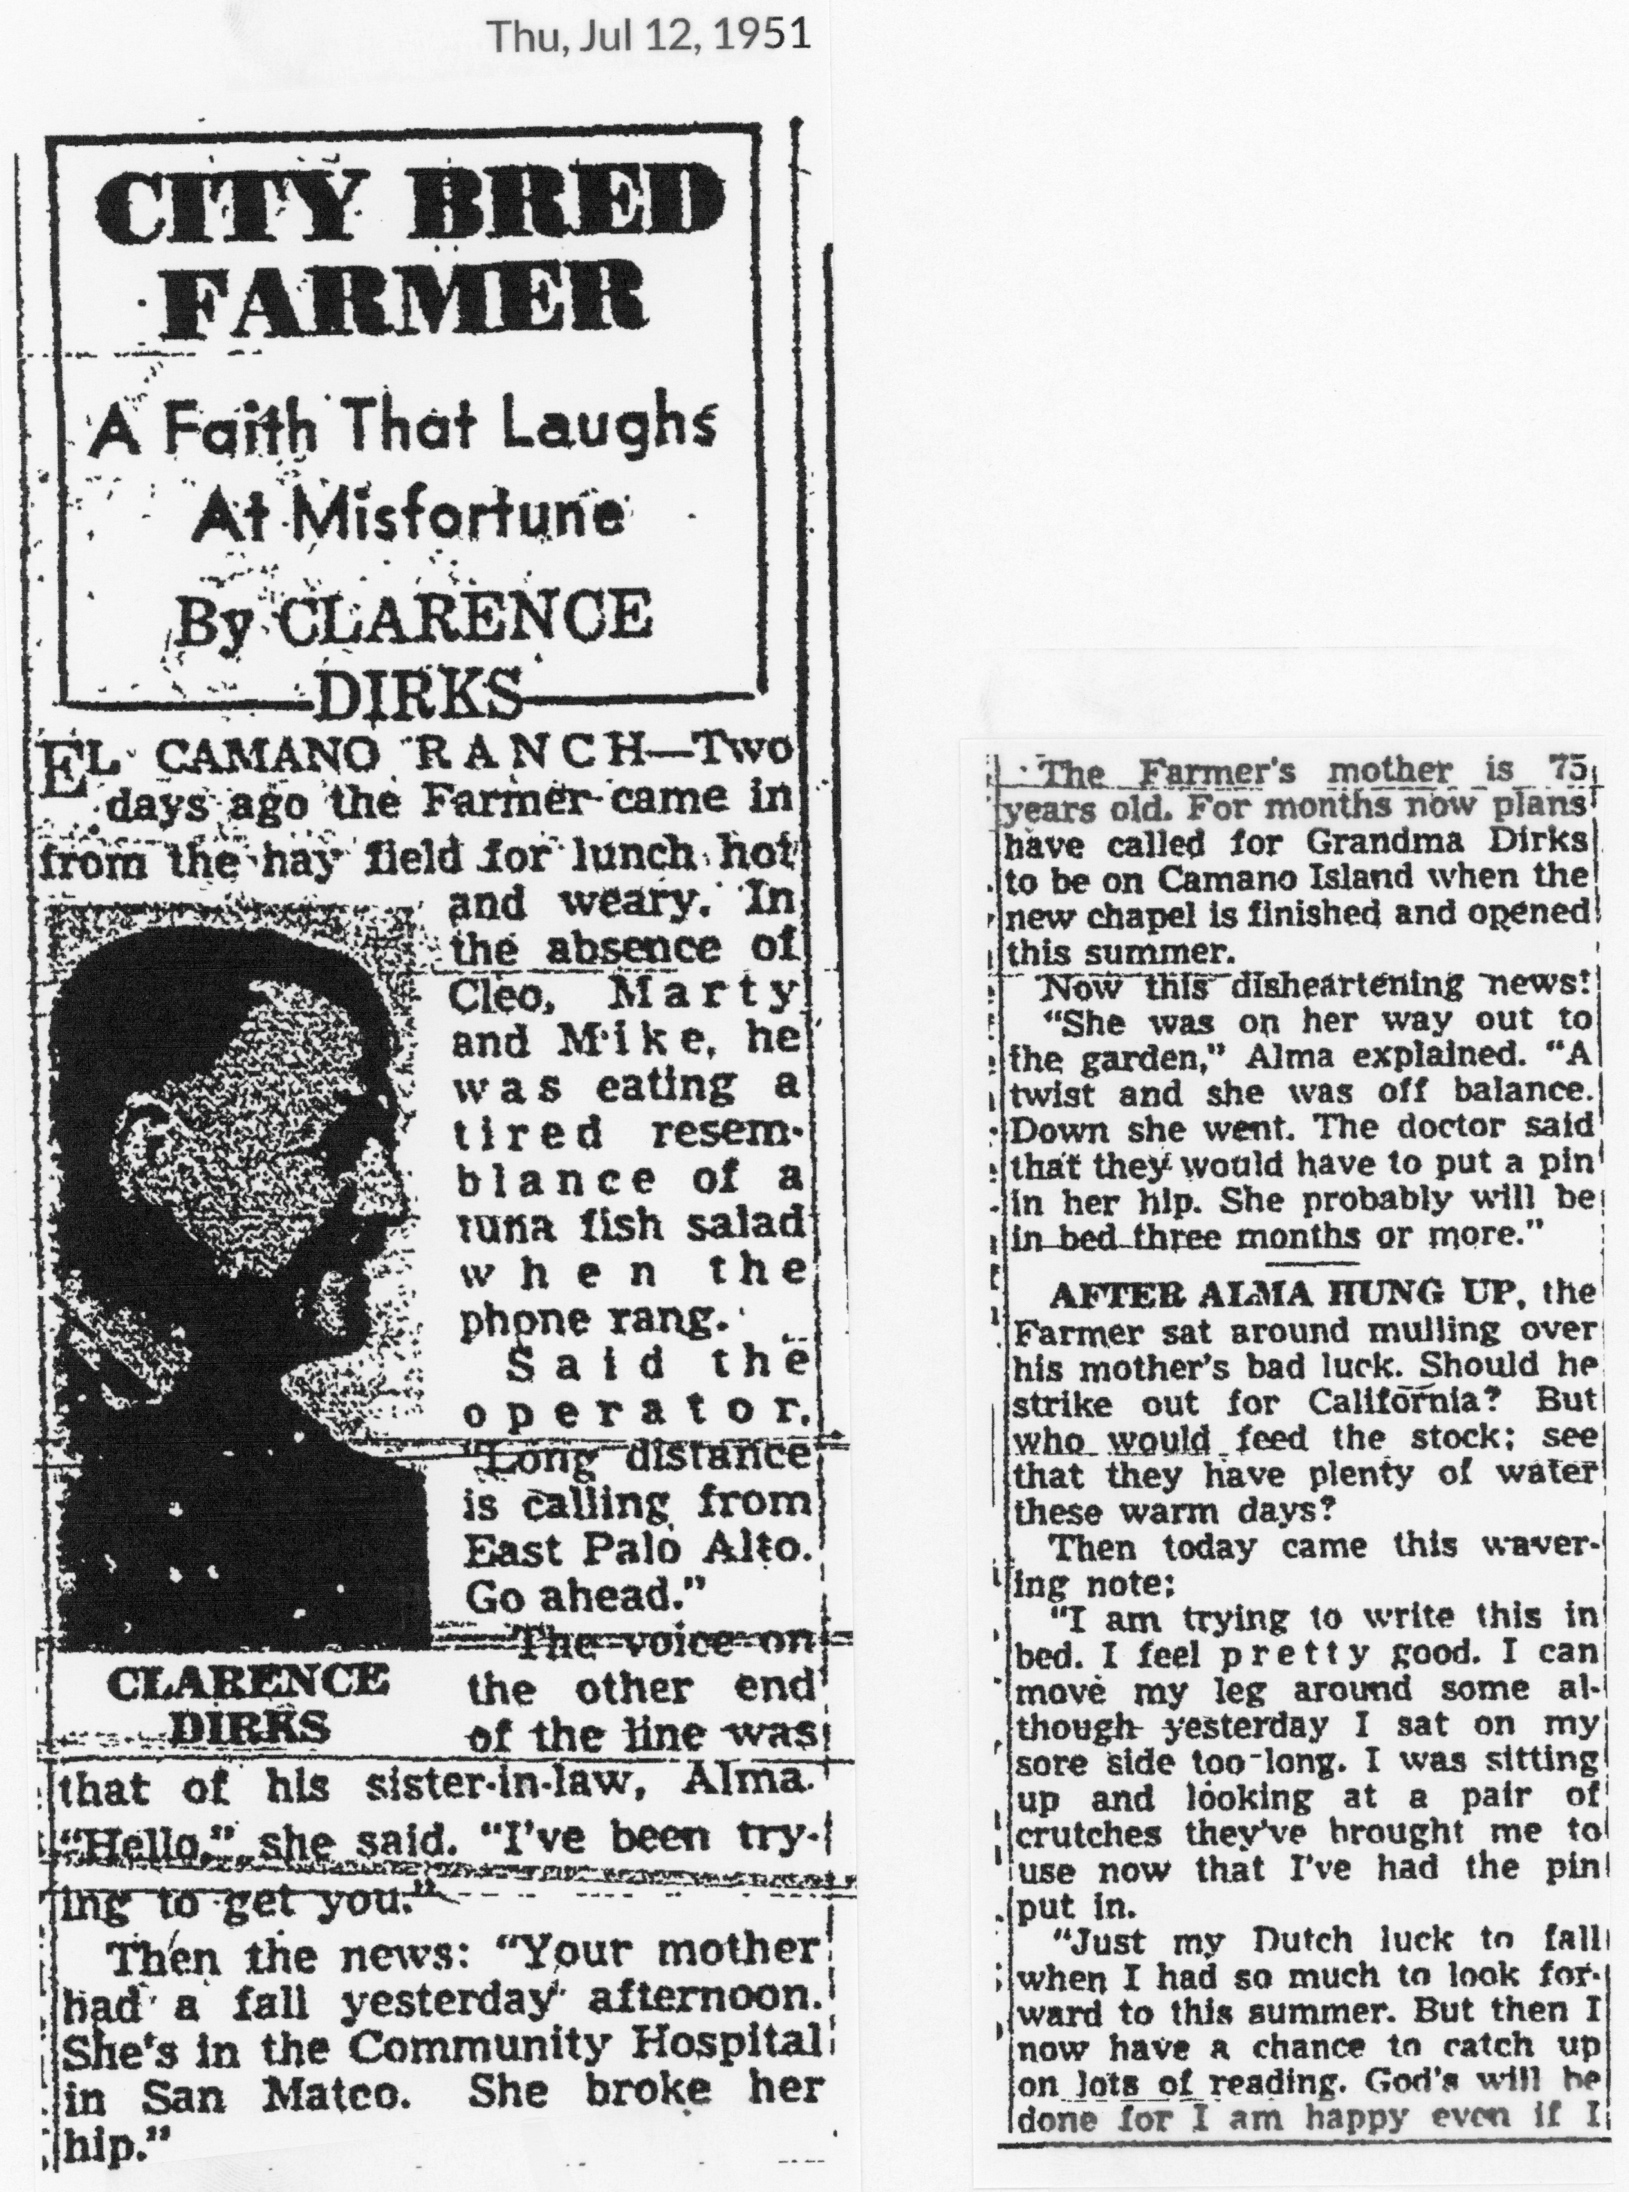 Thu, Jul 12, 1951
CITY BRED
FARMER
A Faith That Laughs
At Misfortune
By CLARENCE
DIRKS
EL CAMANO RANCH—Two
days ago the Farmer came in
from the hay field for lunch hot
and weary. In
the absence of
Cleo, Marty
and Mike, he
was eating a
tired resem-
blance of a
tuna fish salad
when the
phone rang.
Said the
operator,
"Long distance
is calling from
East Palo Alto.
Go ahead."
The voice on
the other end
of the line was
CLARENCE
DIRKS
that of his sister-in-law, Alma.
"Hello," she said. "I've been try-
ing to get you."
Then the news: "Your mother
had a fall yesterday afternoon.
She's in the Community Hospital
in San Mateo. She broke her
hip."
The Farmer's mother is 75
years old. For months now plans
have called for Grandma Dirks
to be on Camano Island when the
new chapel is finished and opened
this summer.
Now this disheartening news!
"She was on her way out to
the garden," Alma explained. "A
twist and she was off balance.
Down she went. The doctor said
that they would have to put a pin
in her hip. She probably will be
in bed three months or more."
AFTER ALMA HUNG UP, the
Farmer sat around mulling over
his mother's bad luck. Should he
strike out for California? But
who would feed the stock; see
that they have plenty of water
these warm days?
Then today came this waver-
ing note:
"I am trying to write this in
bed. I feel pretty good. I can
move my leg around some al-
though yesterday I sat on my
sore side too long. I was sitting
up and looking at a pair of
crutches they've brought me to
use now that I've had the pin
put in.
"Just my Dutch luck to fall
when I had so much to look for-
ward to this summer. But then I
now have a chance to catch up
on lots of reading. God's will be
done for I am happy even if I